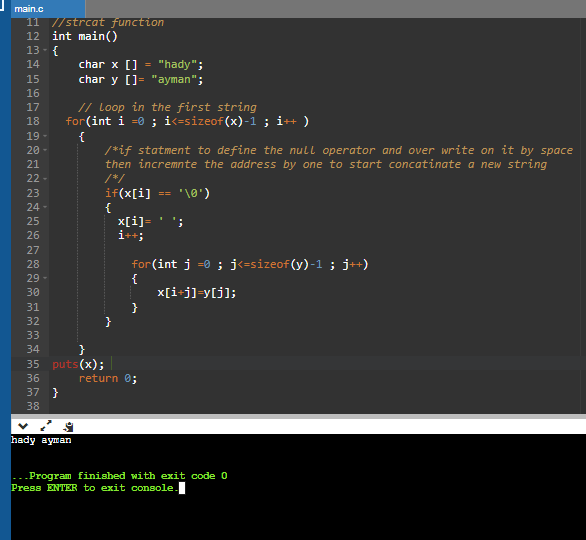 main.c
11 //strcat function
12 int main()
13 {
14 char x [] = "hady";
15 char y []= "ayman";
16
17 // loop in the first string
18 for(int i =0 ; i<=sizeof(x)-1 ; i++ )
19 {
20 /*if statment to define the null operator and over write on it by space
21 then incremnte the address by one to start concatinate a new string
22 /*/
23 if(x[i] == '\0')
24 {
25 x[i]= ' ';
26 i++;
27
28 for(int j =0 ; j<=sizeof(y)-1 ; j++)
29 {
30 x[i+j]=y[j];
31 }
32 }
33
34 }
35 puts(x);
36 return 0;
37 }
38
hady ayman
...Program finished with exit code 0
Press ENTER to exit console.